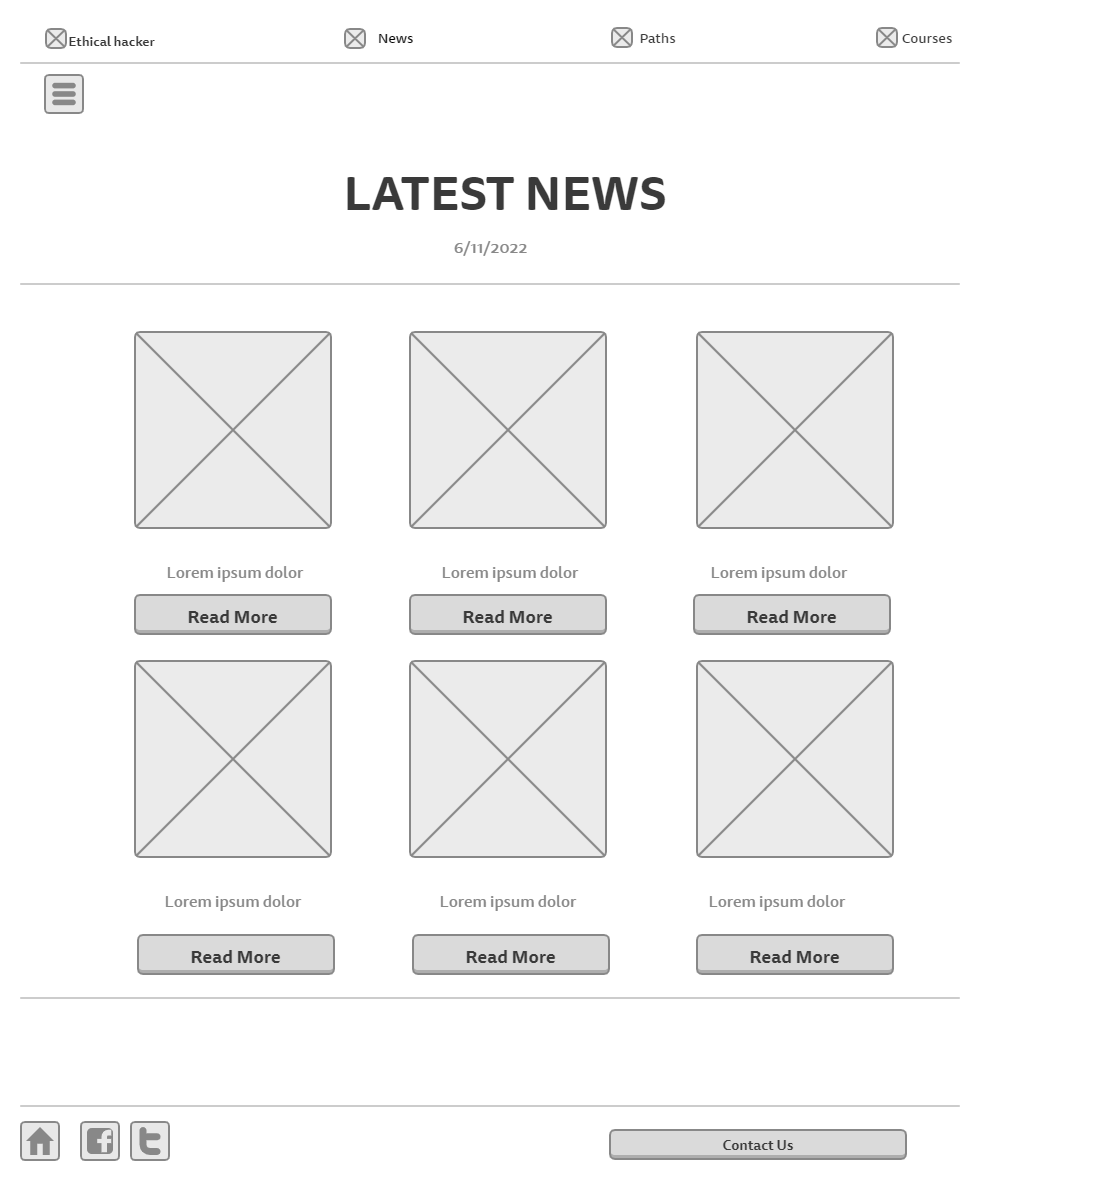 Ethical hacker News Paths Courses
LATEST NEWS
6/11/2022
Lorem ipsum dolor Lorem ipsum dolor Lorem ipsum dolor
Read More Read More Read More
Lorem ipsum dolor Lorem ipsum dolor Lorem ipsum dolor
Read More Read More Read More
Contact Us